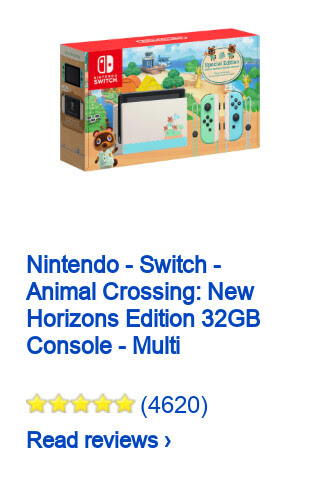 NINTENDO
SWITCH
Special Edition
Nintendo - Switch -
Animal Crossing: New
Horizons Edition 32GB
Console - Multi
(4620)
Read reviews ›